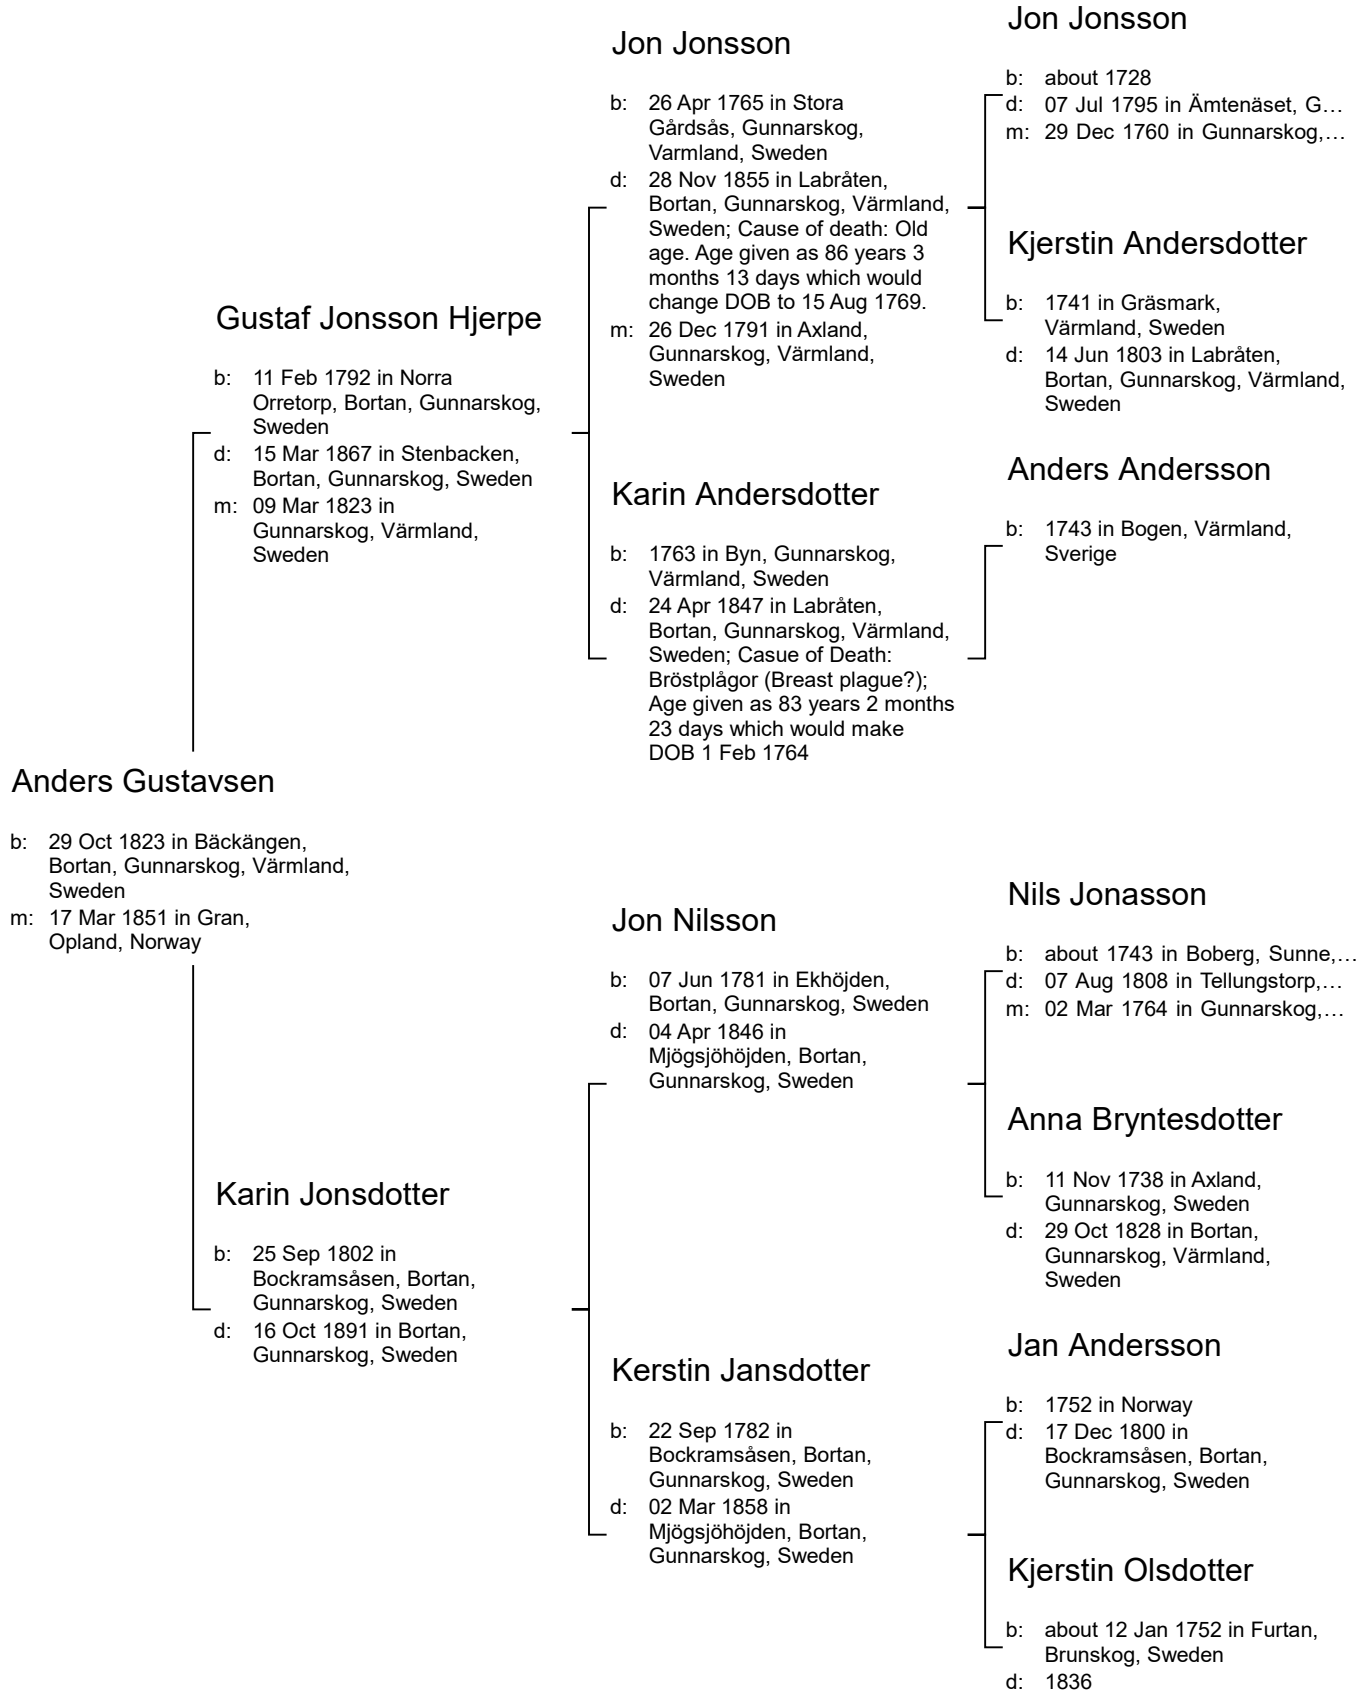 Jon Jonsson
b: about 1728
d: 07 Jul 1795 in Ämtenäset, G…
m: 29 Dec 1760 in Gunnarskog,…
Jon Jonsson
b: 26 Apr 1765 in Stora
Gårdsås, Gunnarskog,
Varmland, Sweden
d: 28 Nov 1855 in Labråten,
Bortan, Gunnarskog, Värmland,
Sweden; Cause of death: Old
age. Age given as 86 years 3
months 13 days which would
change DOB to 15 Aug 1769.
m: 26 Dec 1791 in Axland,
Gunnarskog, Värmland,
Sweden
Kjerstin Andersdotter
b: 1741 in Gräsmark,
Värmland, Sweden
d: 14 Jun 1803 in Labråten,
Bortan, Gunnarskog, Värmland,
Sweden
Gustaf Jonsson Hjerpe
b: 11 Feb 1792 in Norra
Orretorp, Bortan, Gunnarskog,
Sweden
d: 15 Mar 1867 in Stenbacken,
Bortan, Gunnarskog, Sweden
m: 09 Mar 1823 in
Gunnarskog, Värmland,
Sweden
Anders Andersson
b: 1743 in Bogen, Värmland,
Sverige
Karin Andersdotter
b: 1763 in Byn, Gunnarskog,
Värmland, Sweden
d: 24 Apr 1847 in Labråten,
Bortan, Gunnarskog, Värmland,
Sweden; Casue of Death:
Bröstplågor (Breast plague?);
Age given as 83 years 2 months
23 days which would make
DOB 1 Feb 1764
Anders Gustavsen
b: 29 Oct 1823 in Bäckängen,
Bortan, Gunnarskog, Värmland,
Sweden
m: 17 Mar 1851 in Gran,
Opland, Norway
Nils Jonasson
b: about 1743 in Boberg, Sunne,…
d: 07 Aug 1808 in Tellungstorp,…
m: 02 Mar 1764 in Gunnarskog,…
Jon Nilsson
b: 07 Jun 1781 in Ekhöjden,
Bortan, Gunnarskog, Sweden
d: 04 Apr 1846 in
Mjögsjöhöjden, Bortan,
Gunnarskog, Sweden
Anna Bryntesdotter
b: 11 Nov 1738 in Axland,
Gunnarskog, Sweden
d: 29 Oct 1828 in Bortan,
Gunnarskog, Värmland,
Sweden
Karin Jonsdotter
b: 25 Sep 1802 in
Bockramsåsen, Bortan,
Gunnarskog, Sweden
d: 16 Oct 1891 in Bortan,
Gunnarskog, Sweden
Jan Andersson
b: 1752 in Norway
d: 17 Dec 1800 in
Bockramsåsen, Bortan,
Gunnarskog, Sweden
Kerstin Jansdotter
b: 22 Sep 1782 in
Bockramsåsen, Bortan,
Gunnarskog, Sweden
d: 02 Mar 1858 in
Mjögsjöhöjden, Bortan,
Gunnarskog, Sweden
Kjerstin Olsdotter
b: about 12 Jan 1752 in Furtan,
Brunskog, Sweden
d: 1836